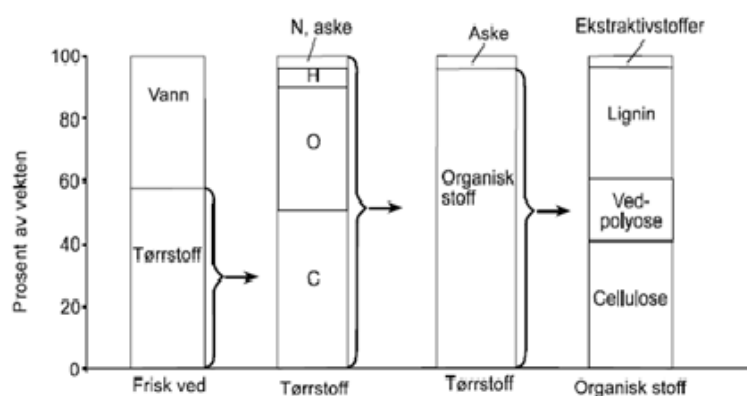 N, aske
Aske
Ekstraktivstoffer
Prosent av vekten
100
80
60
40
20
0
Vann
Tørrstoff
H
O
C
Organisk
stoff
Lignin
Ved-
polyose
Cellulose
Frisk ved
Tørrstoff
Tørrstoff
Organisk stoff